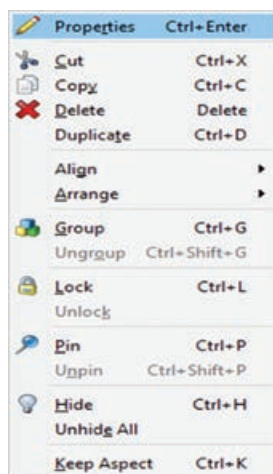 Properties Ctrl+Enter
Cut Ctrl+X
Copy Ctrl+C
Delete Delete
Duplicate Ctrl+D
Align
Arrange
Group Ctrl+G
Ungroup Ctrl+Shift+G
Lock Ctrl+L
Unlock
Pin Ctrl+P
Unpin Ctrl+Shift+P
Hide Ctrl+H
Unhide All
Keep Aspect Ctrl+K